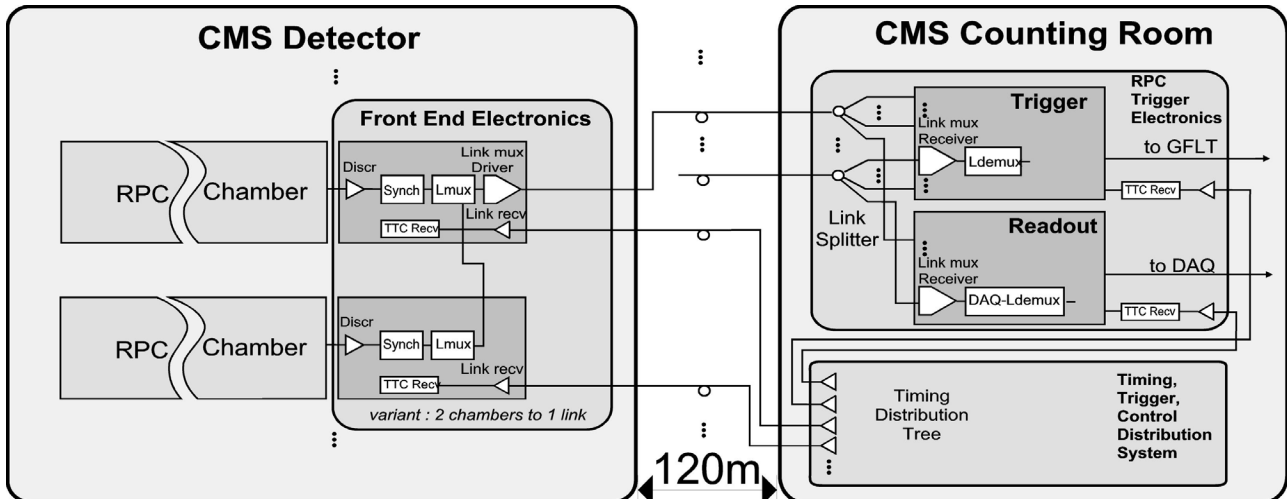 CMS Detector
CMS Counting Room
Front End Electronics
RPC
Chamber
Discr
Synch
Lmux
Link mux
Driver
TTC Recv
Link recv
RPC
Chamber
Discr
Synch
Lmux
TTC Recv
Link recv
variant : 2 chambers to 1 link
120m
Link
Splitter
Trigger
Link mux
Receiver
Ldemux
RPC
Trigger
Electronics
to GFLT
TTC Recv
Readout
Link mux
Receiver
DAQ-Ldemux
to DAQ
TTC Recv
Timing
Distribution
Tree
Timing,
Trigger,
Control
Distribution
System